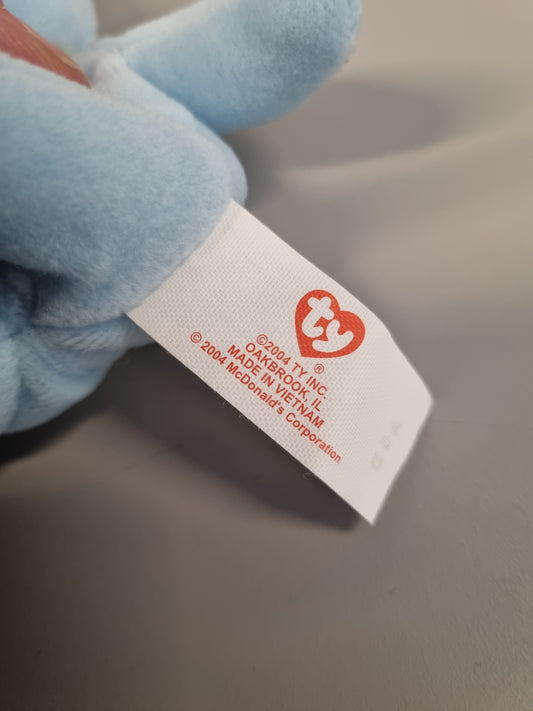 ty
®
©2004 TY INC.
OAKBROOK, IL
MADE IN VIETNAM
© 2004 McDonald's Corporation